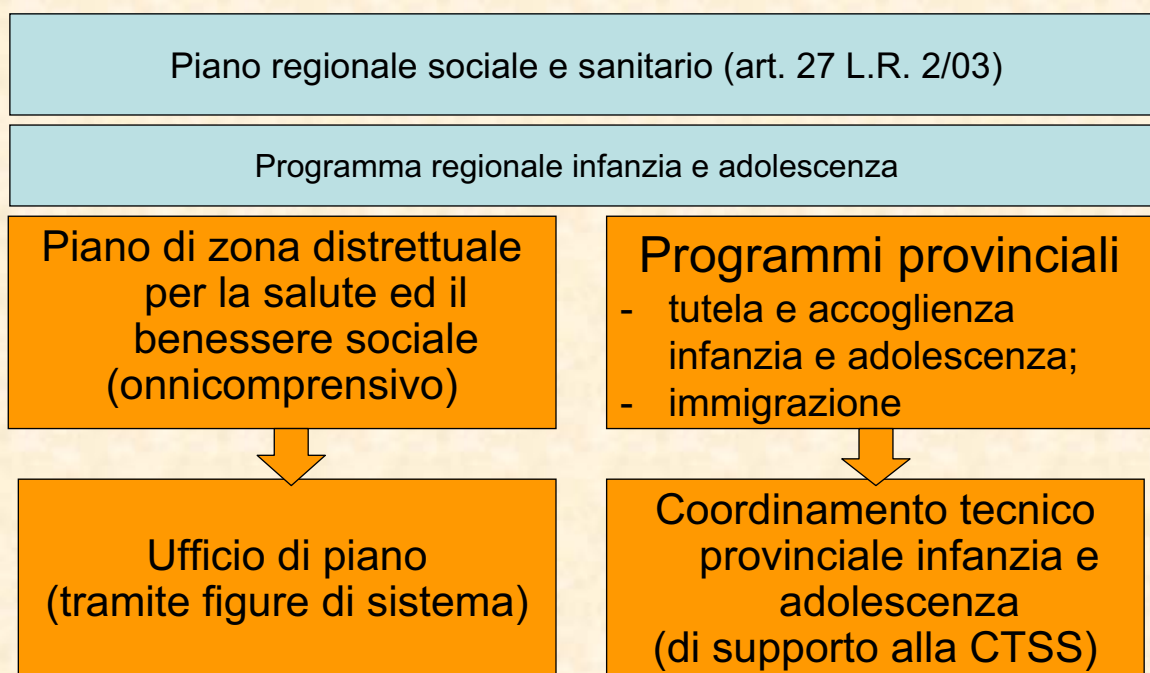 Piano regionale sociale e sanitario (art. 27 L.R. 2/03)
Programma regionale infanzia e adolescenza
Piano di zona distrettuale
per la salute ed il
benessere sociale
(onnicomprensivo)
Programmi provinciali
- tutela e accoglienza
infanzia e adolescenza;
- immigrazione
Ufficio di piano
(tramite figure di sistema)
Coordinamento tecnico
provinciale infanzia e
adolescenza
(di supporto alla CTSS)